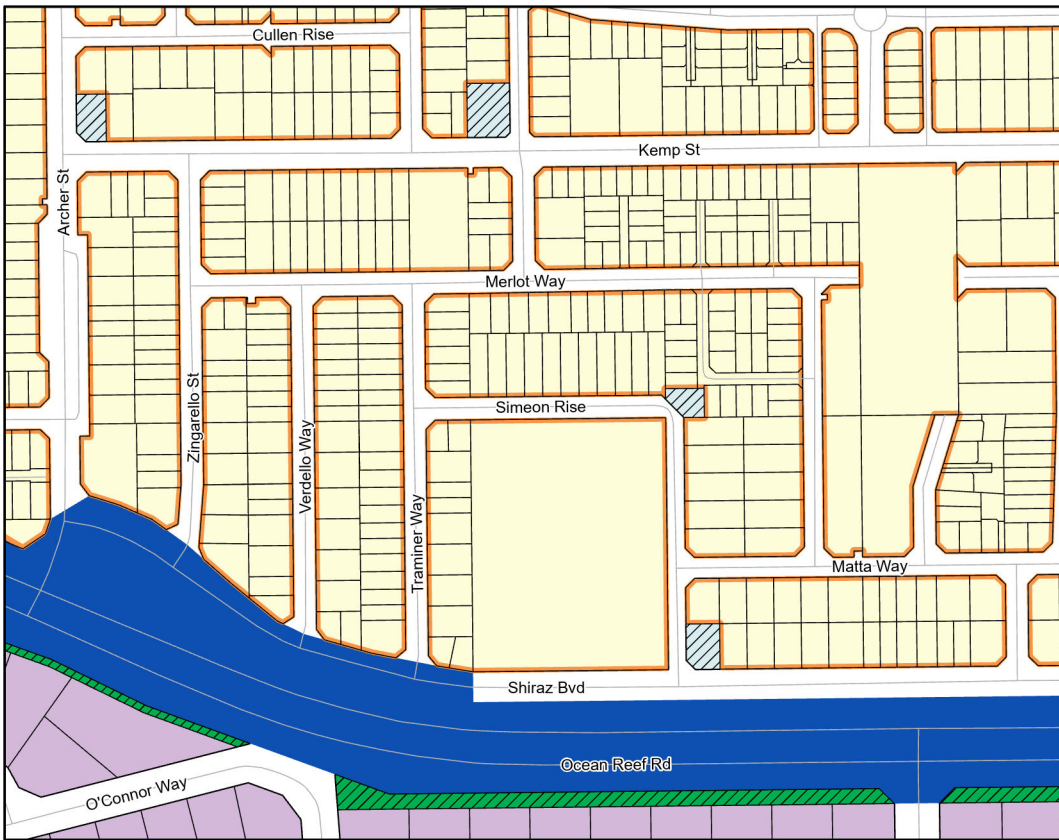 Cullen Rise
Kemp St
Archer St
Merlot Way
Zingarello St
Verdello Way
Simeon Rise
Traminer Way
Matta Way
Shiraz Bvd
Ocean Reef Rd
O'Connor Way